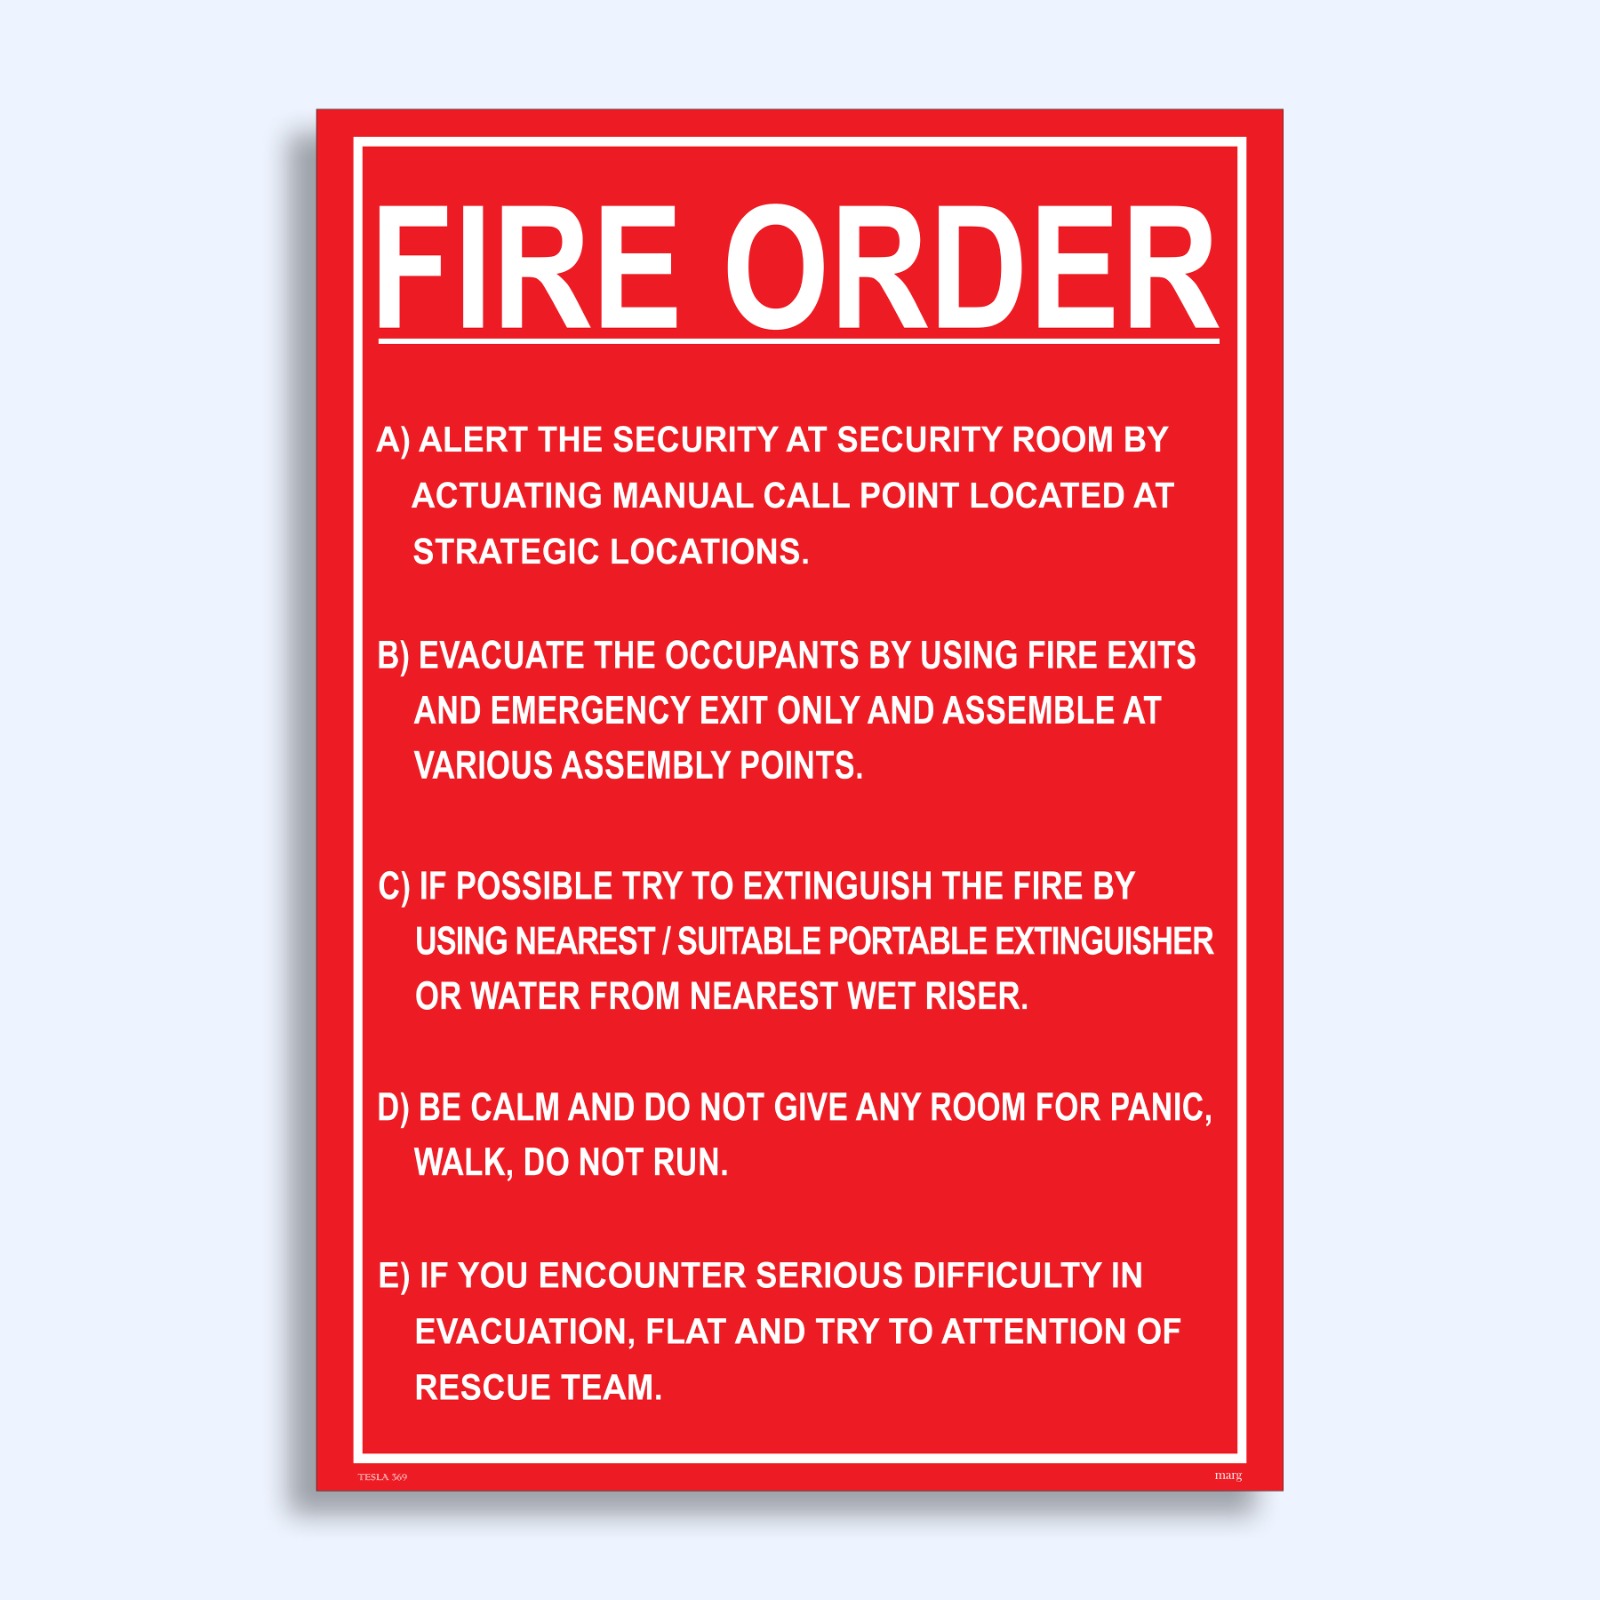 FIRE ORDER
A) ALERT THE SECURITY AT SECURITY ROOM BY
ACTUATING MANUAL CALL POINT LOCATED AT
STRATEGIC LOCATIONS.
B) EVACUATE THE OCCUPANTS BY USING FIRE EXITS
AND EMERGENCY EXIT ONLY AND ASSEMBLE AT
VARIOUS ASSEMBLY POINTS.
C) IF POSSIBLE TRY TO EXTINGUISH THE FIRE BY
USING NEAREST / SUITABLE PORTABLE EXTINGUISHER
OR WATER FROM NEAREST WET RISER.
D) BE CALM AND DO NOT GIVE ANY ROOM FOR PANIC,
WALK, DO NOT RUN.
E) IF YOU ENCOUNTER SERIOUS DIFFICULTY IN
EVACUATION, FLAT AND TRY TO ATTENTION OF
RESCUE TEAM.
TESLA 369
marg